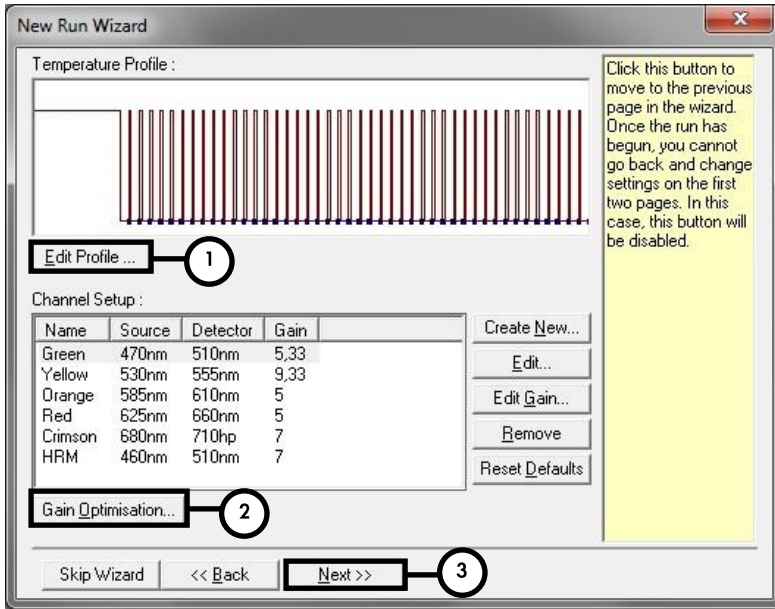 New Run Wizard
Temperature Profile :
Click this button to
move to the previous
page in the wizard.
Once the run has
begun, you cannot
go back and change
settings on the first
two pages. In this
case, this button will
be disabled.
Edit Profile ...
1
Channel Setup :
Name Source Detector Gain
Green 470nm 510nm 5,33
Yellow 530nm 555nm 9,33
Orange 585nm 610nm 5
Red 625nm 660nm 5
Crimson 680nm 710hp 7
HRM 460nm 510nm 7
Create New...
Edit...
Edit Gain...
Remove
Reset Defaults
Gain Optimisation...
2
Skip Wizard << Back Next >>
3